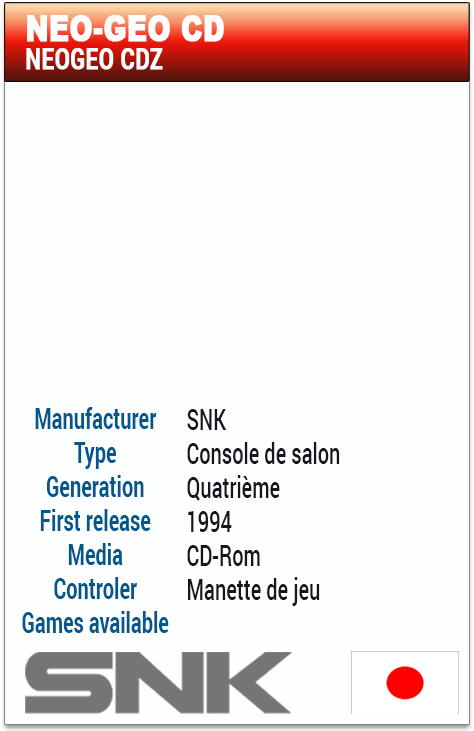 NEO-GEO CD
NEOGEO CDZ
Manufacturer SNK
Type Console de salon
Generation Quatrième
First release 1994
Media CD-Rom
Controler Manette de jeu
Games available
SNK